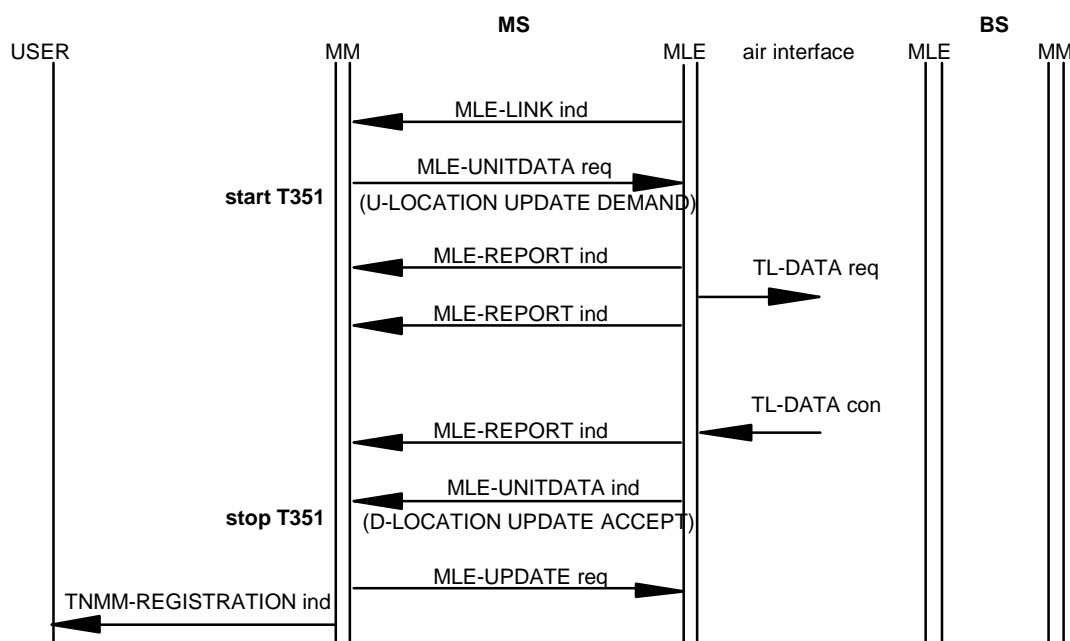 MS BS
USER MM MLE air interface MLE MM
MLE-LINK ind
MLE-UNITDATA req
start T351
(U-LOCATION UPDATE DEMAND)
MLE-REPORT ind
TL-DATA req
MLE-REPORT ind
TL-DATA con
MLE-REPORT ind
MLE-UNITDATA ind
stop T351
(D-LOCATION UPDATE ACCEPT)
MLE-UPDATE req
TNMM-REGISTRATION ind